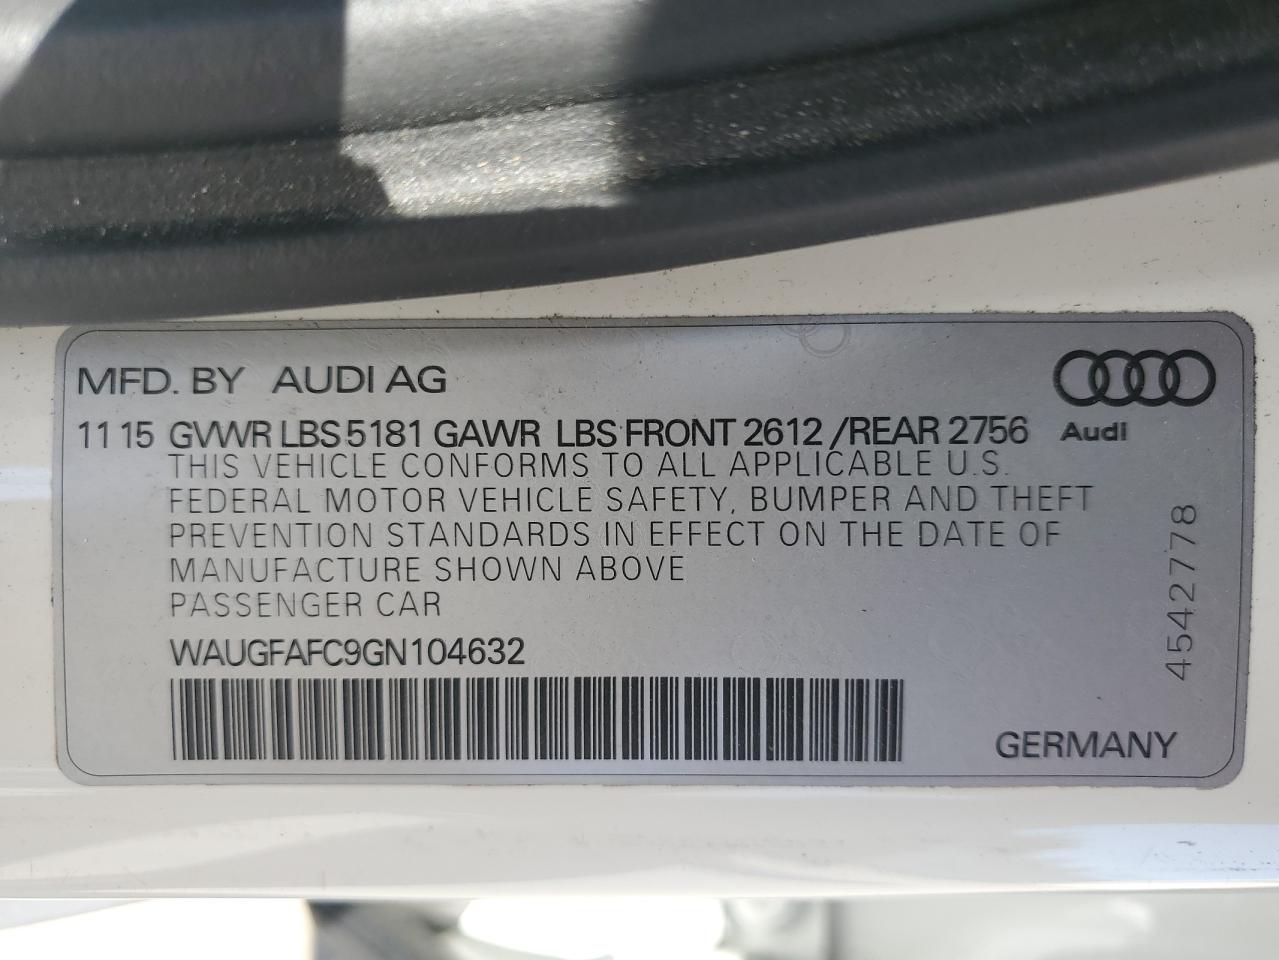 MFD. BY AUDI AG
11 15 GVWR LBS 5181 GAWR LBS FRONT 2612 /REAR 2756
Audi
THIS VEHICLE CONFORMS TO ALL APPLICABLE U.S.
FEDERAL MOTOR VEHICLE SAFETY, BUMPER AND THEFT
PREVENTION STANDARDS IN EFFECT ON THE DATE OF
MANUFACTURE SHOWN ABOVE
PASSENGER CAR
WAUGFAFC9GN104632
GERMANY
4542778